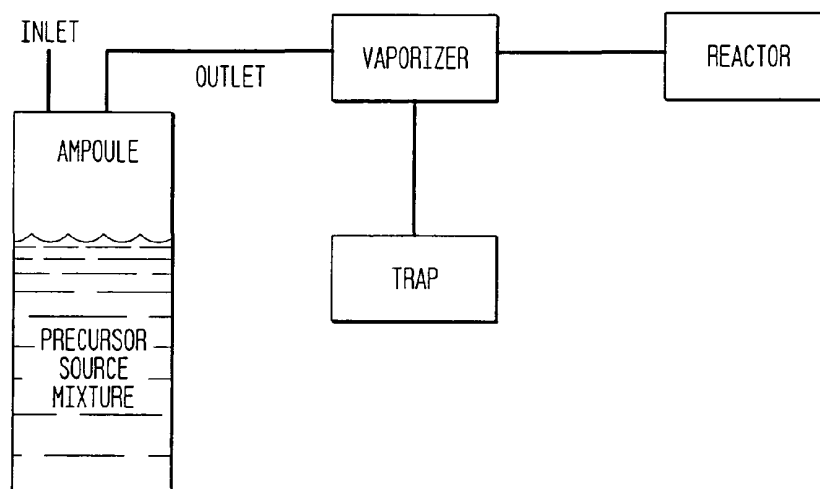 INLET
OUTLET
VAPORIZER
REACTOR
AMPOULE
TRAP
PRECURSOR
SOURCE
MIXTURE